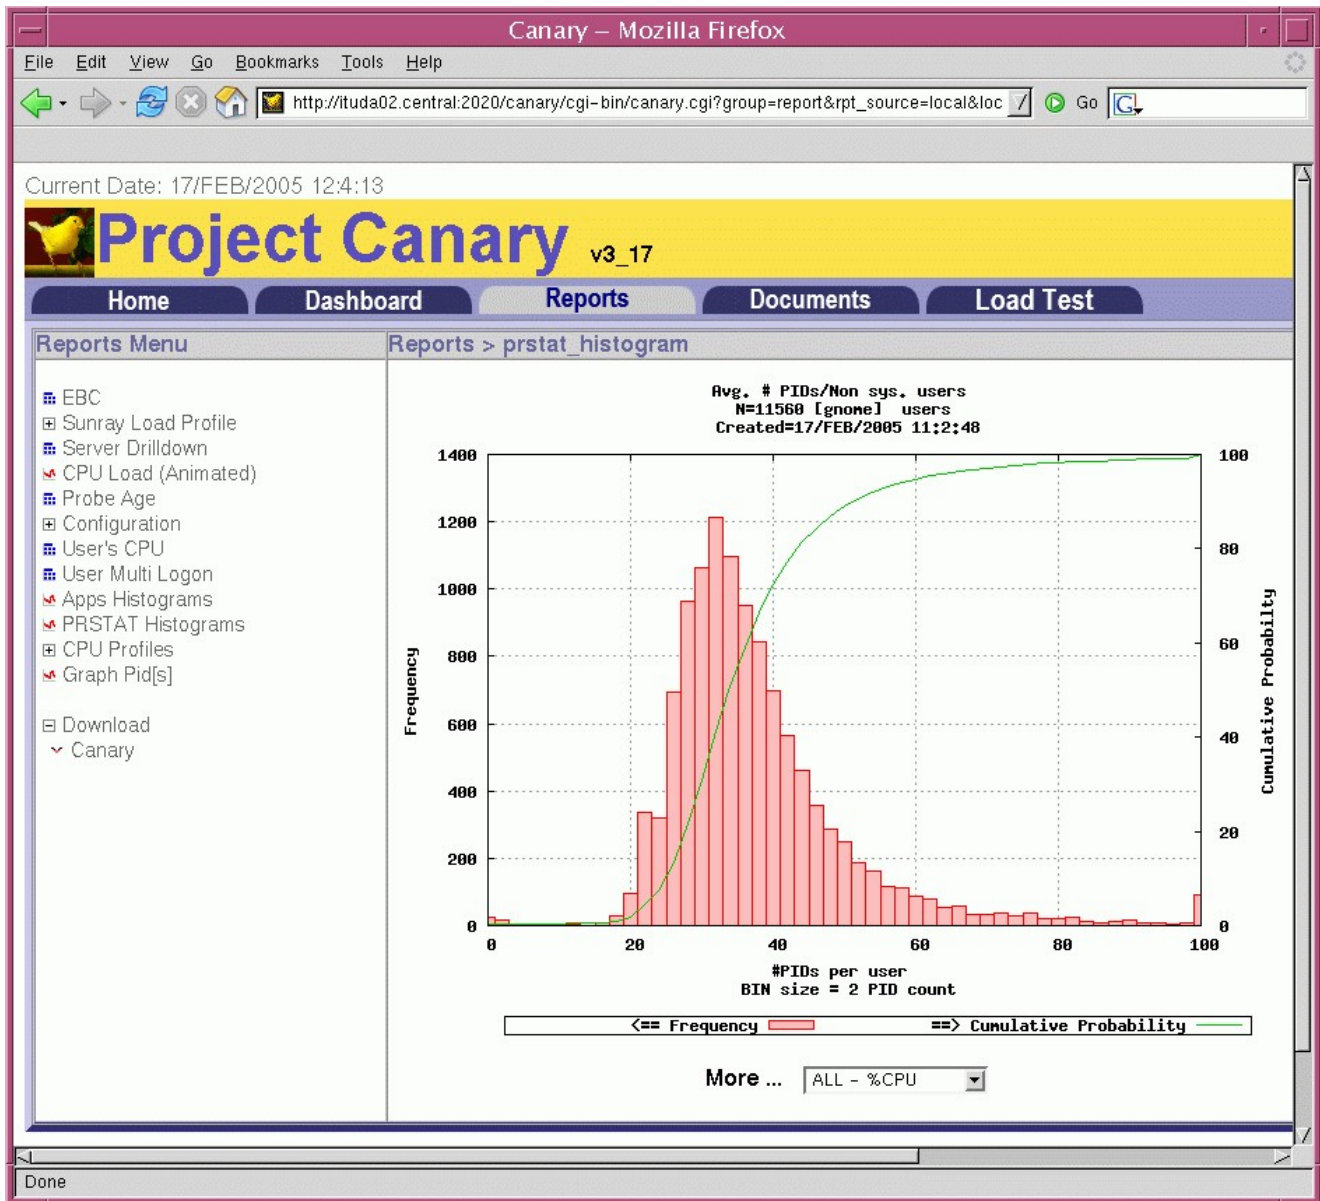 Canary – Mozilla Firefox
File Edit View Go Bookmarks Tools Help
http://ituda02.central:2020/canary/cgi-bin/canary.cgi?group=report&rpt_source=local&loc Go G
Current Date: 17/FEB/2005 12:4:13
Project Canary v3_17
Home Dashboard Reports Documents Load Test
Reports Menu
EBC
Sunray Load Profile
Server Drilldown
CPU Load (Animated)
Probe Age
Configuration
User's CPU
User Multi Logon
Apps Histograms
PRSTAT Histograms
CPU Profiles
Graph Pid[s]
Download
Canary
Reports > prstat_histogram
Avg. # PIDs/Non sys. users
N=11560 [gnome] users
Created=17/FEB/2005 11:2:48
Frequency
1400
1200
1000
800
600
400
200
0
100
80
60
40
20
0
Cumulative Probabilty
0 20 40 60 80 100
#PIDs per user
BIN size = 2 PID count
<== Frequency ==> Cumulative Probability
More ... ALL - %CPU
Done